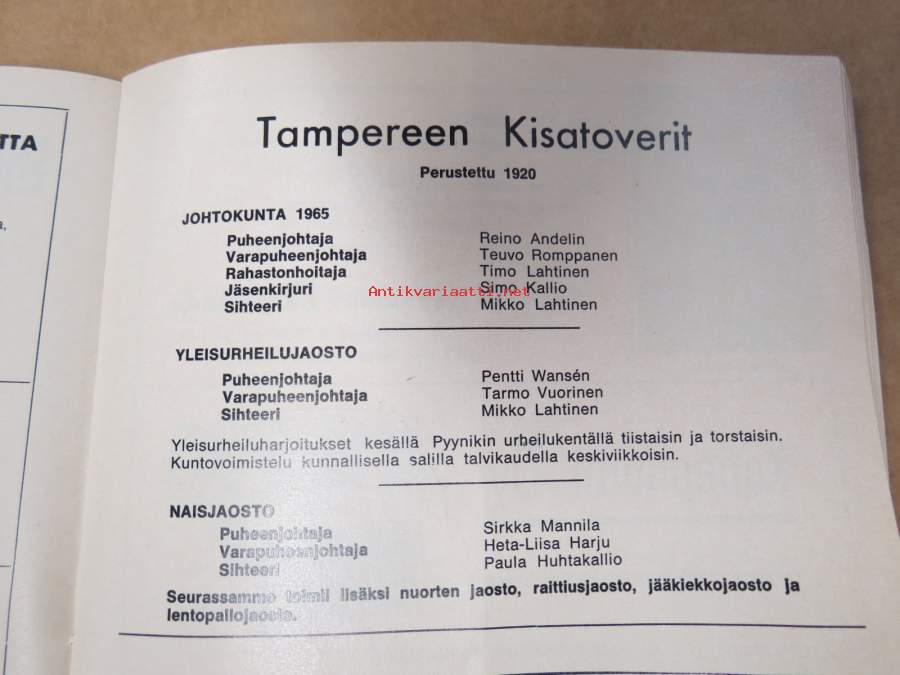 TTA
Tampereen Kisatoverit
Perustettu 1920
JOHTOKUNTA 1965
Puheenjohtaja Reino Andelin
Varapuheenjohtaja Teuvo Romppanen
Rahastonhoitaja Timo Lahtinen
Jäsenkirjuri Simo Kallio
Antikvariaatti.net
Sihteeri Mikko Lahtinen
YLEISURHEILUJAOSTO
Puheenjohtaja Pentti Wansén
Varapuheenjohtaja Tarmo Vuorinen
Sihteeri Mikko Lahtinen
Yleisurheiluharjoitukset kesällä Pyynikin urheilukentällä tiistaisin ja torstaisin.
Kuntovoimistelu kunnallisella salilla talvikaudella keskiviikkoisin.
NAISJAOSTO
Puheenjohtaja Sirkka Mannila
Varapuheenjohtaja Heta-Liisa Harju
Sihteeri Paula Huhtakallio
Seurassamme toimii lisäksi nuorten jaosto, raittiusjaosto, jääkiekkojaosto ja
lentopallojaosto.